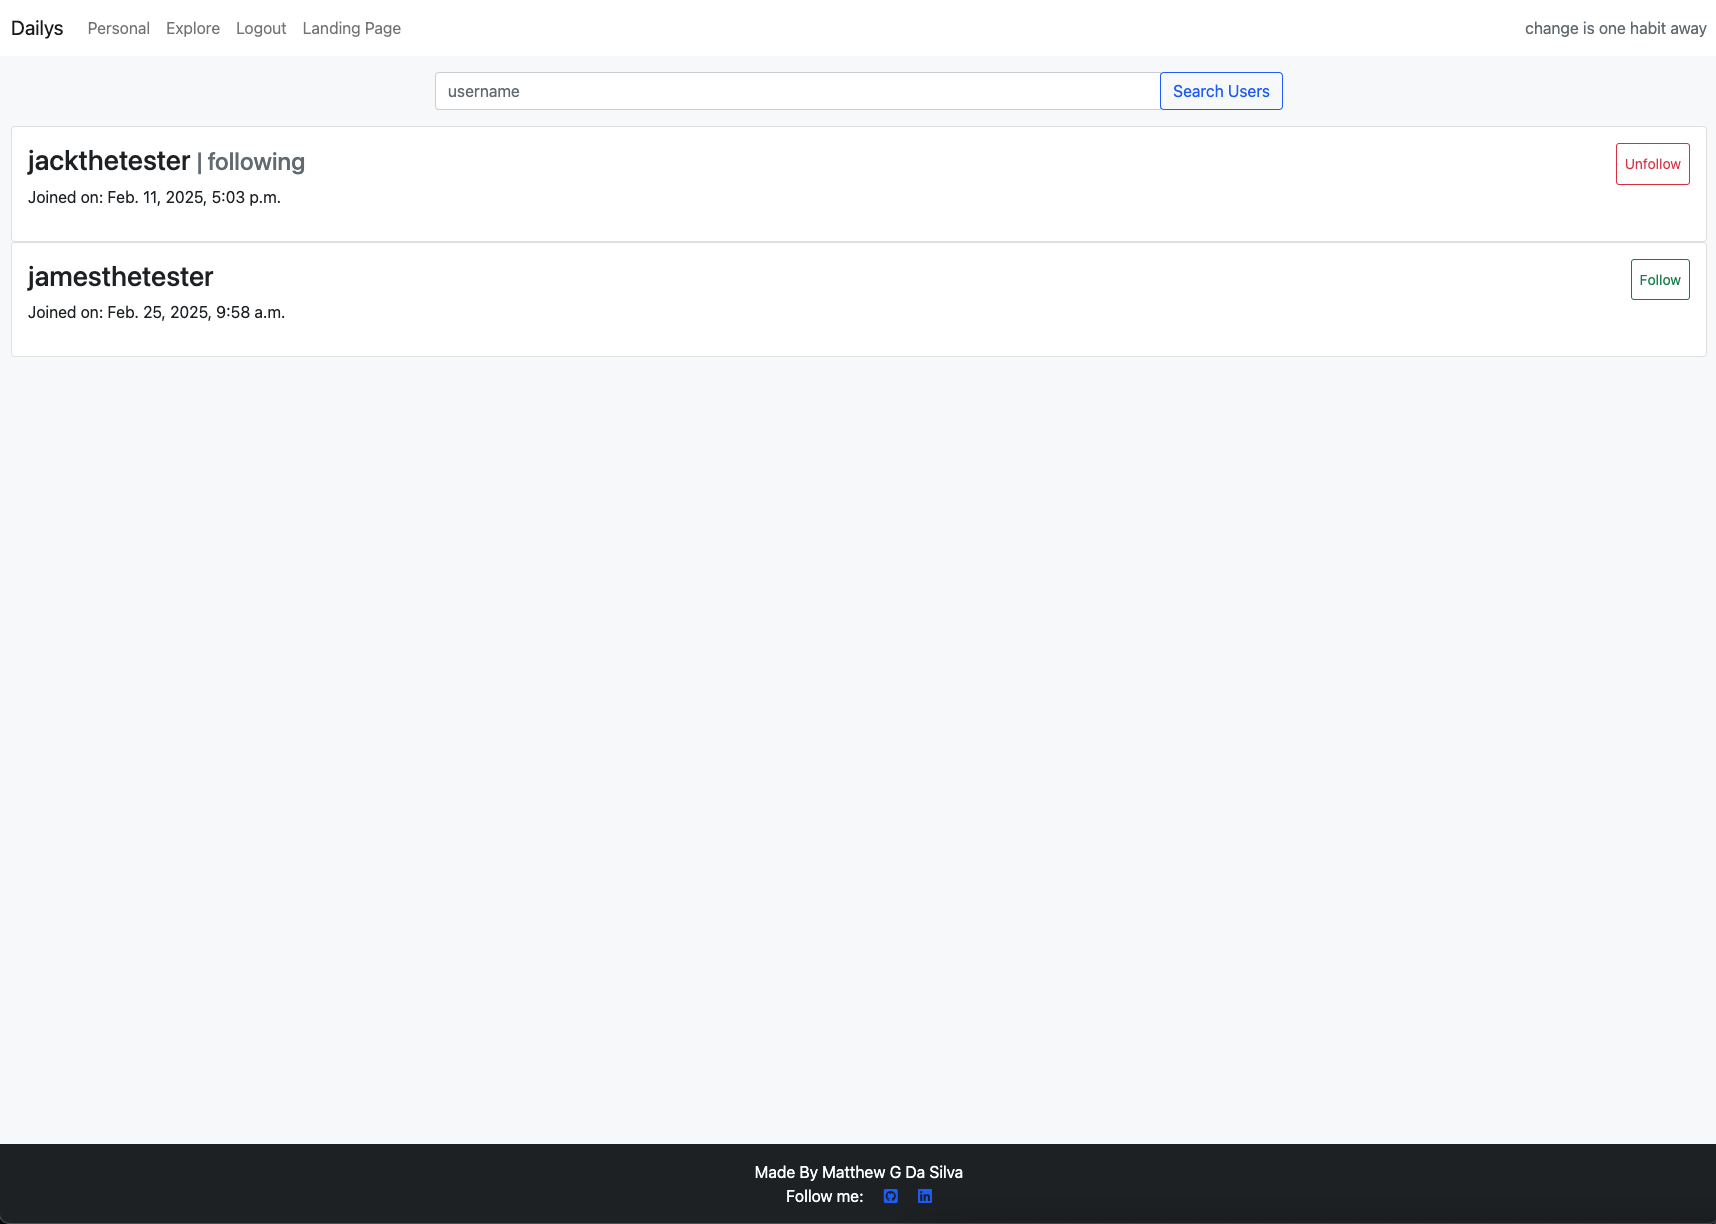 Dailys Personal Explore Logout Landing Page change is one habit away
username Search Users
jackthetester | following Unfollow
Joined on: Feb. 11, 2025, 5:03 p.m.
jamesthetester Follow
Joined on: Feb. 25, 2025, 9:58 a.m.
Made By Matthew G Da Silva
Follow me: